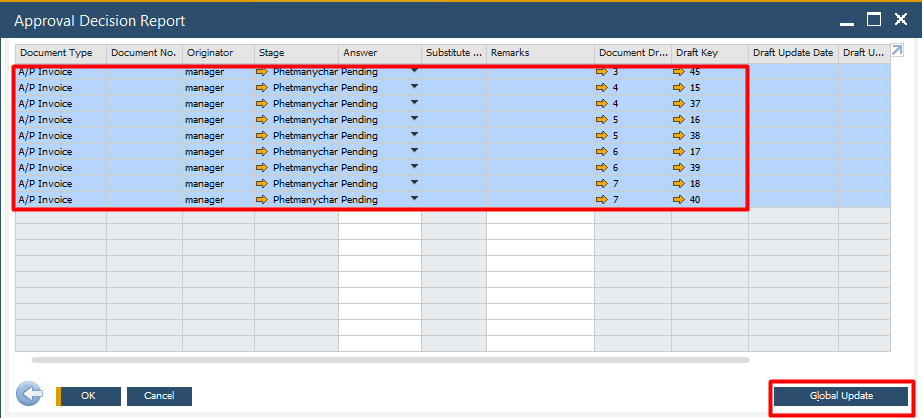 Approval Decision Report
Document Type Document No. Originator Stage Answer Substitute ... Remarks Document Dr... Draft Key Draft Update Date Draft U...
A/P Invoice manager Phetmanychar Pending 3 45
A/P Invoice manager Phetmanychar Pending 4 15
A/P Invoice manager Phetmanychar Pending 4 37
A/P Invoice manager Phetmanychar Pending 5 16
A/P Invoice manager Phetmanychar Pending 5 38
A/P Invoice manager Phetmanychar Pending 6 17
A/P Invoice manager Phetmanychar Pending 6 39
A/P Invoice manager Phetmanychar Pending 7 18
A/P Invoice manager Phetmanychar Pending 7 40
OK Cancel Global Update